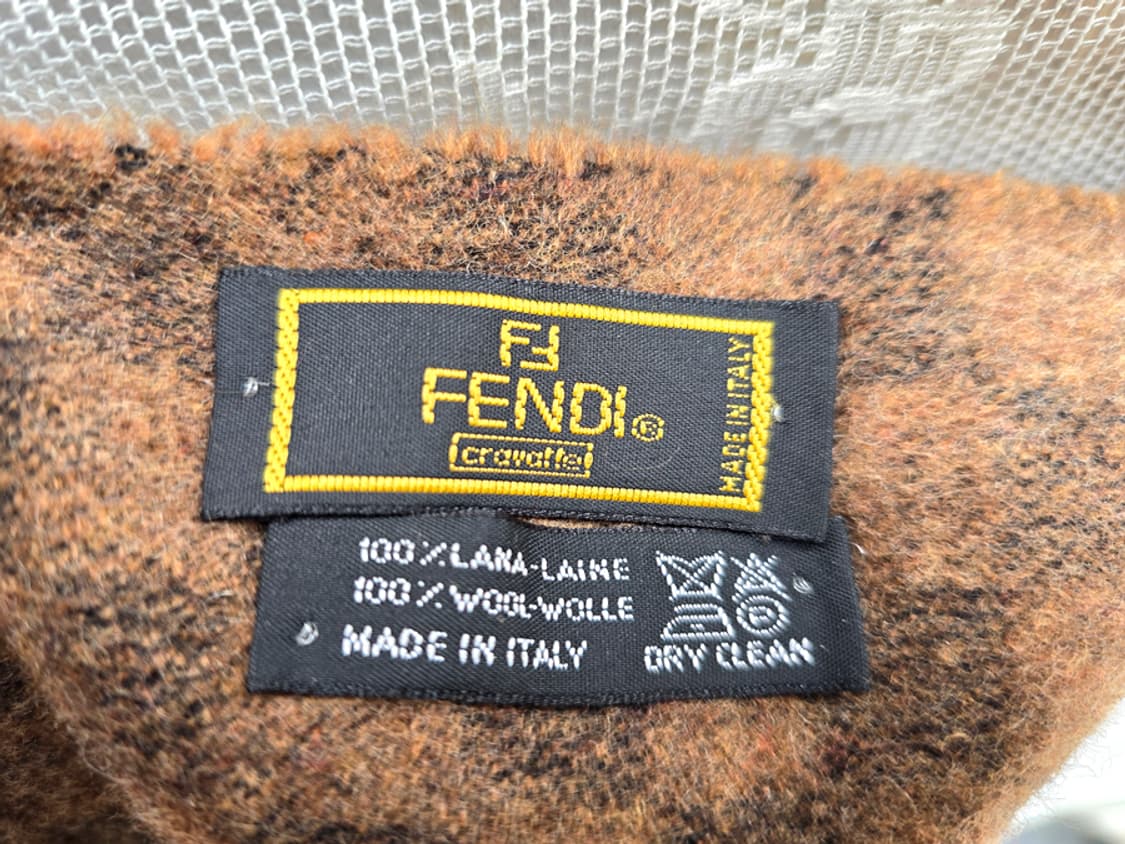 FF
FENDI®
cravatte
MADE IN ITALY
100%LANA-LAINE
100%WOOL-WOLLE
MADE IN ITALY
DRY CLEAN